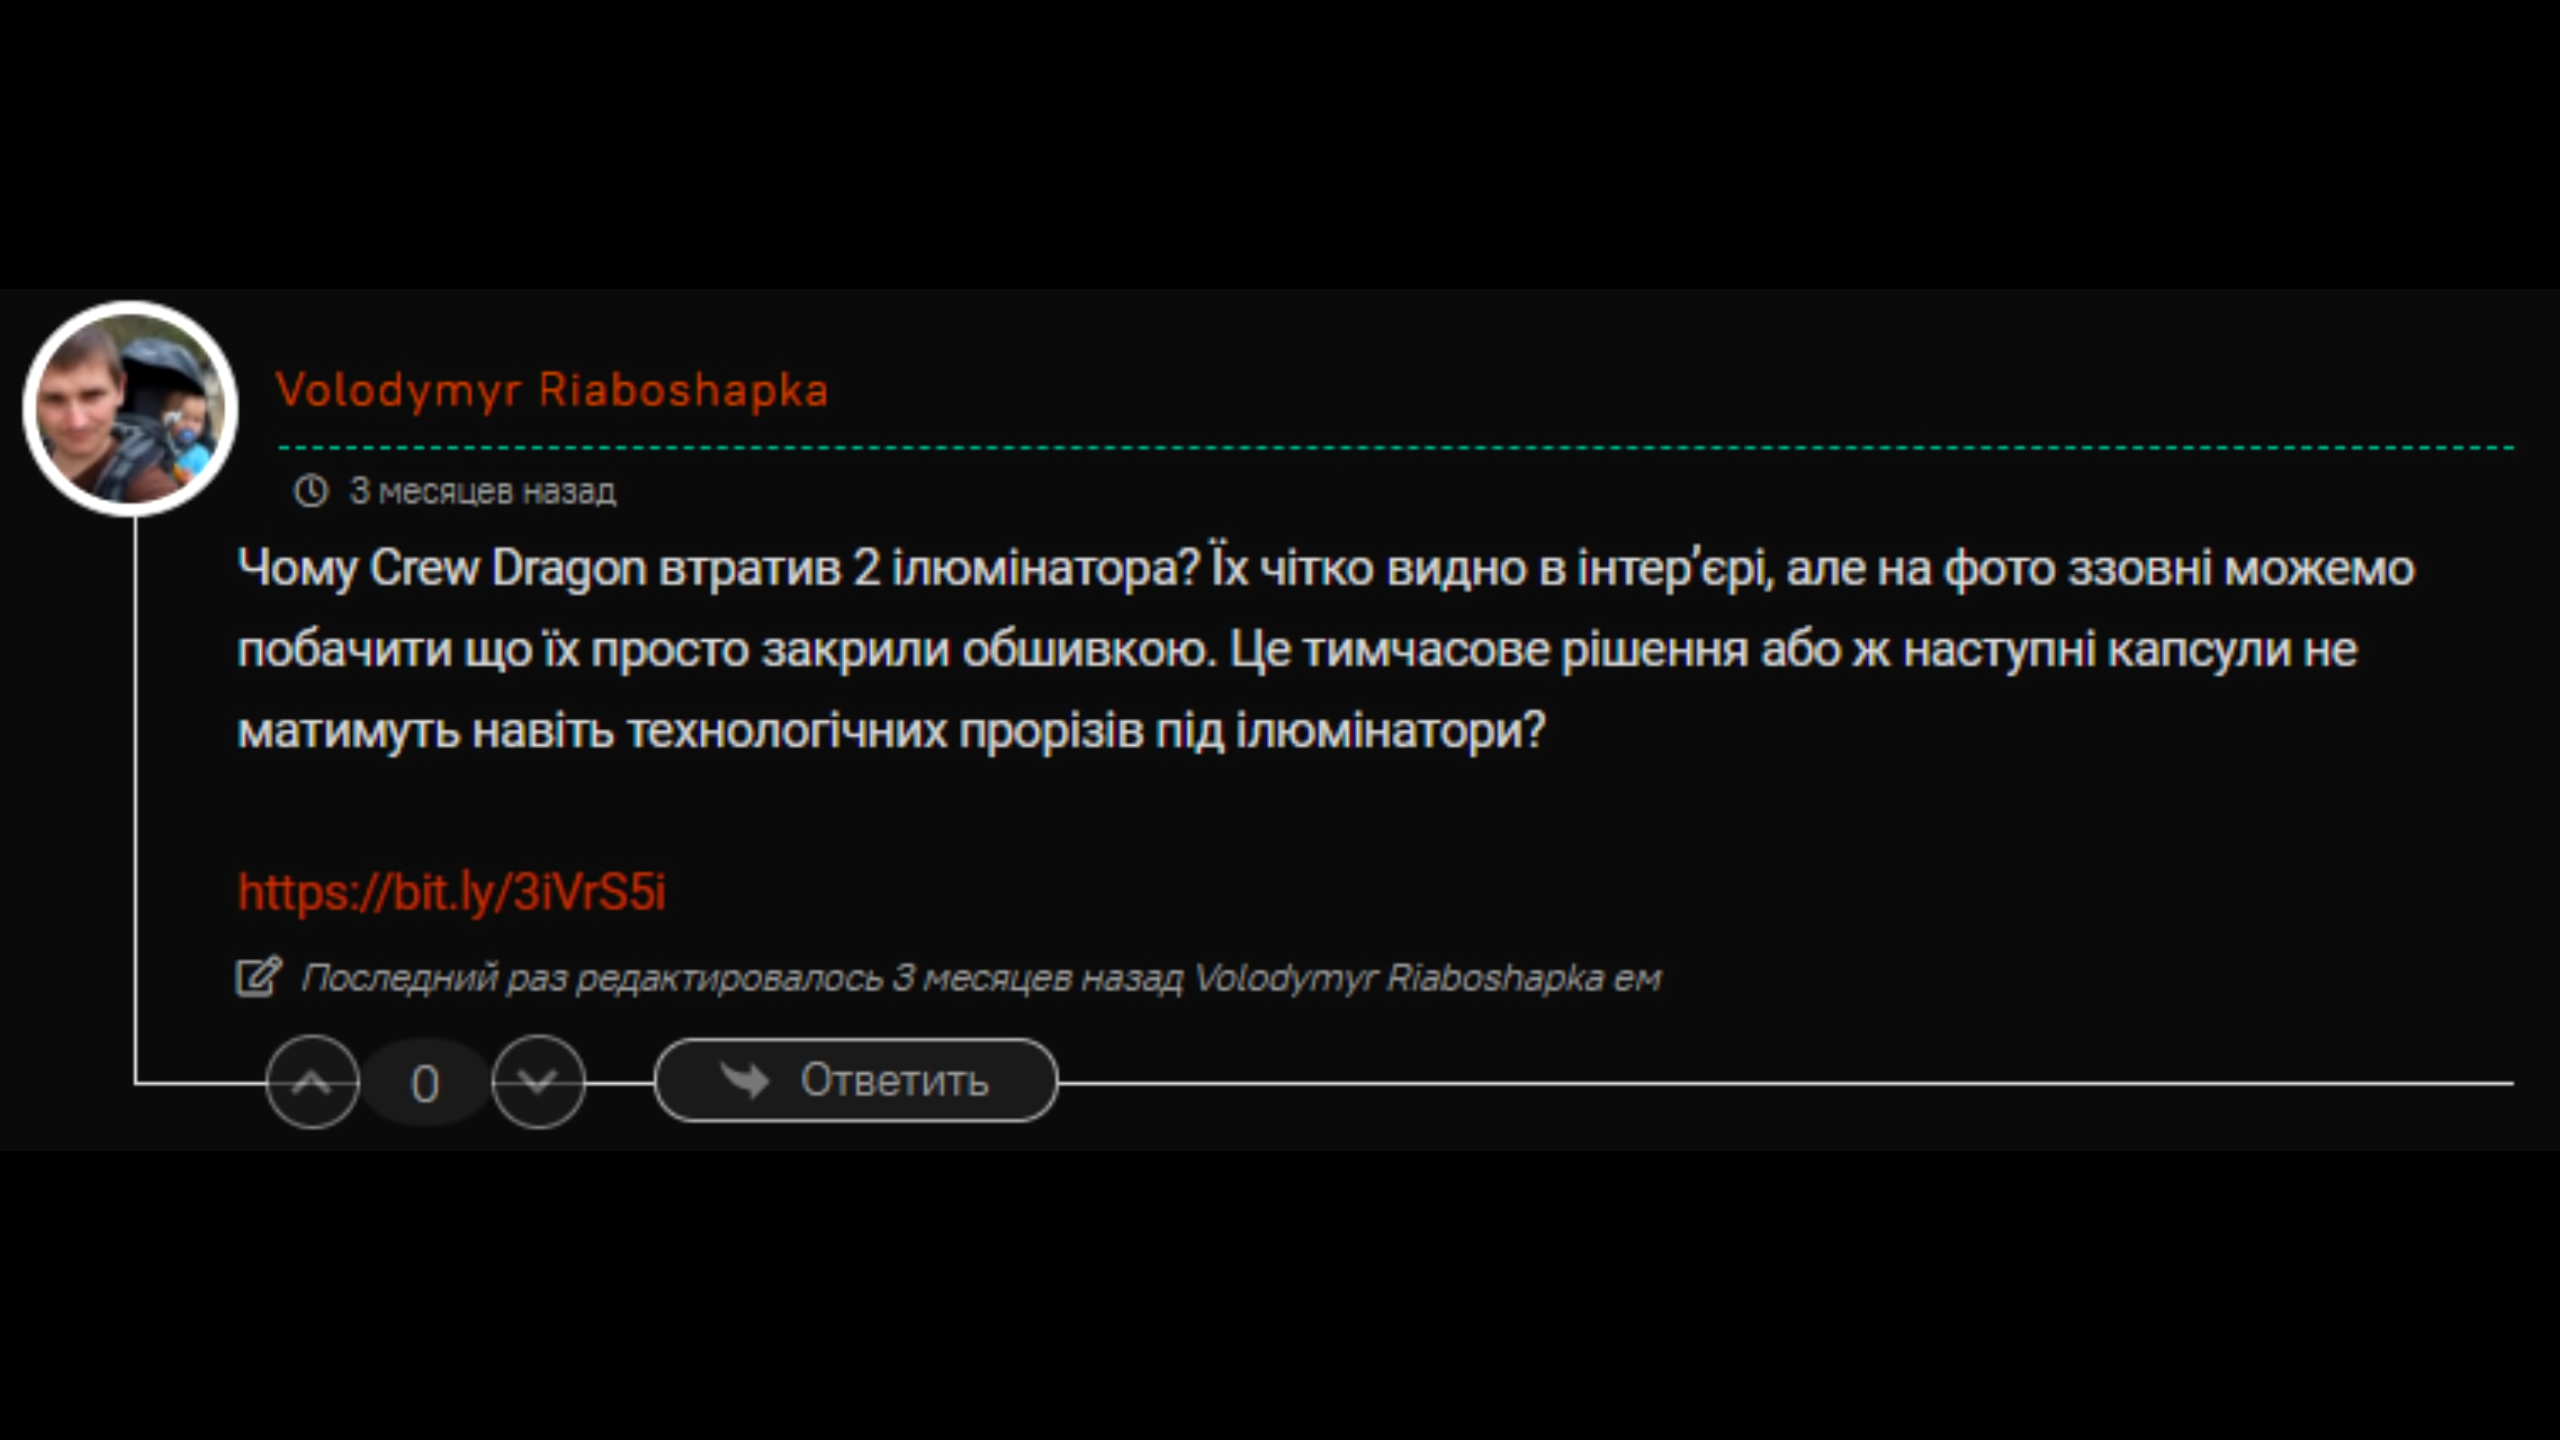 Volodymyr Riaboshapka
3 месяцев назад
Чому Crew Dragon втратив 2 ілюмінатора? Їх чітко видно в інтер’єрі, але на фото ззовні можемо
побачити що їх просто закрили обшивкою. Це тимчасове рішення або ж наступні капсули не
матимуть навіть технологічних прорізів під ілюмінатори?
https://bit.ly/3iVrS5i
Последний раз редактировалось 3 месяцев назад Volodymyr Riaboshapka ем
0
Ответить